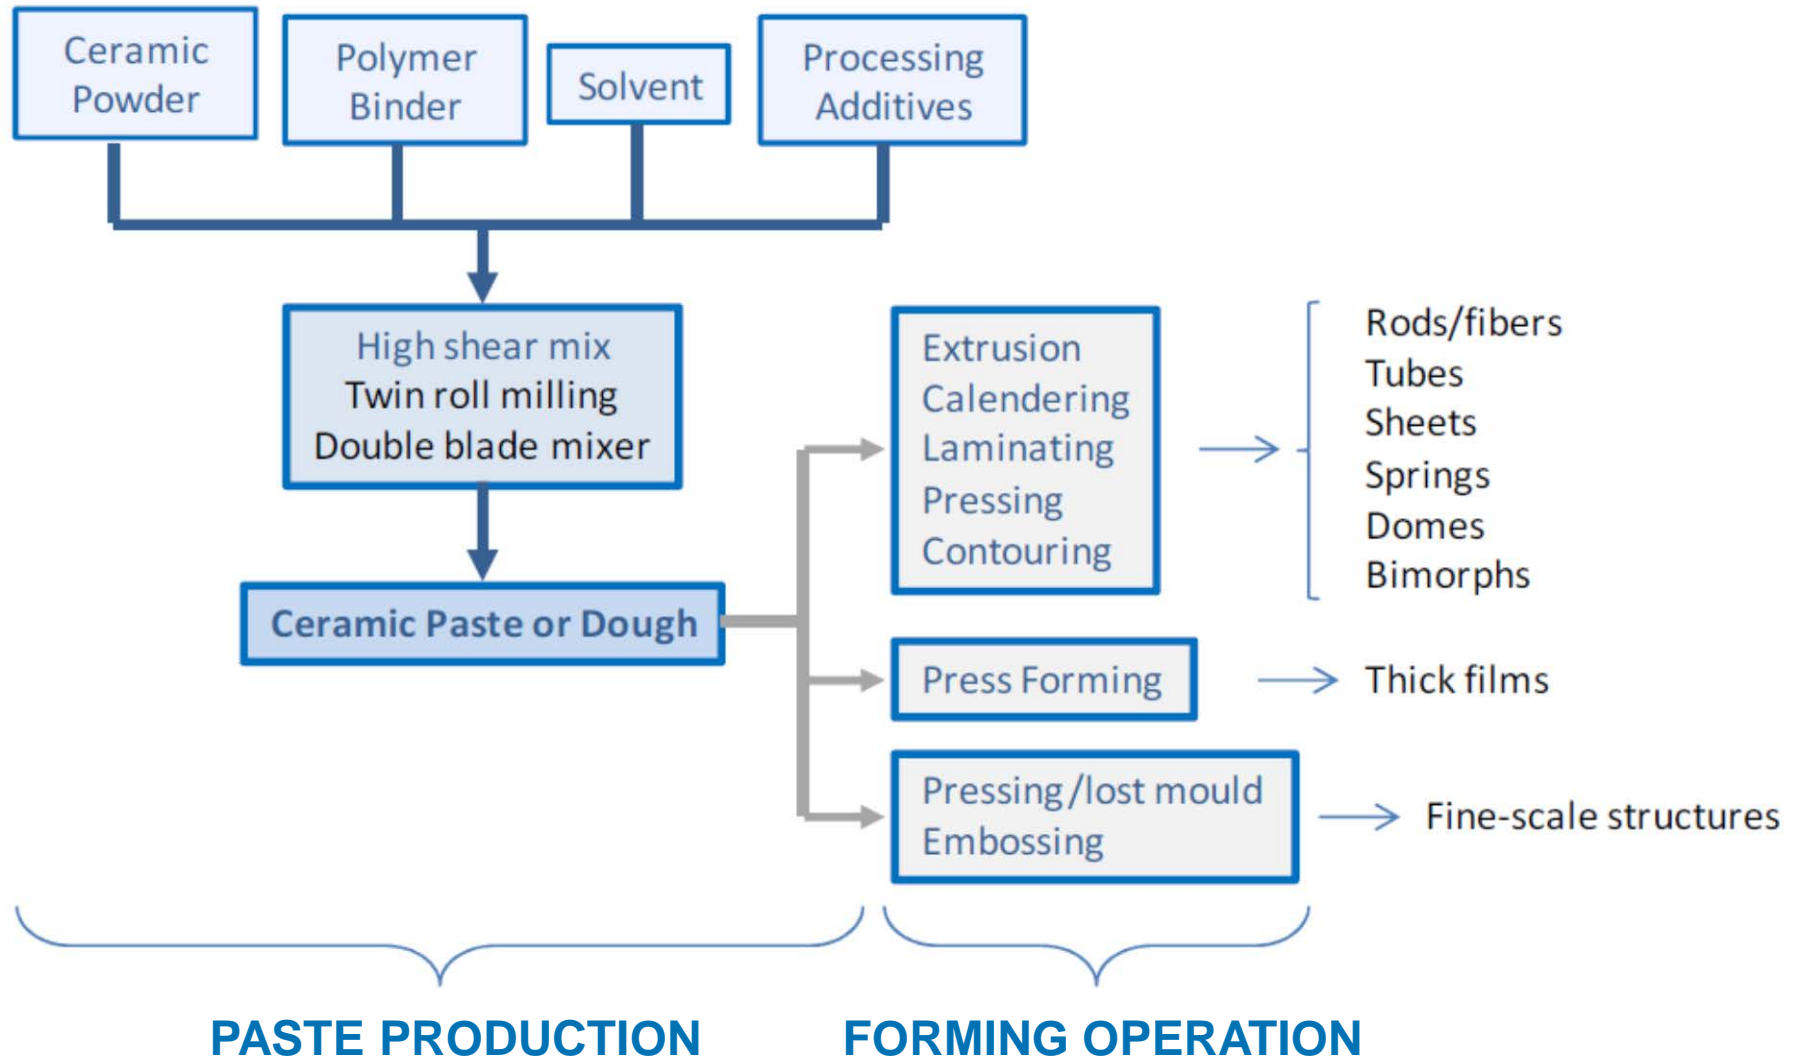 Ceramic
Powder
Polymer
Binder
Solvent
Processing
Additives
High shear mix
Twin roll milling
Double blade mixer
Ceramic Paste or Dough
Extrusion
Calendering
Laminating
Pressing
Contouring
Rods/fibers
Tubes
Sheets
Springs
Domes
Bimorphs
Press Forming
Thick films
Pressing/lost mould
Embossing
Fine-scale structures
PASTE PRODUCTION
FORMING OPERATION